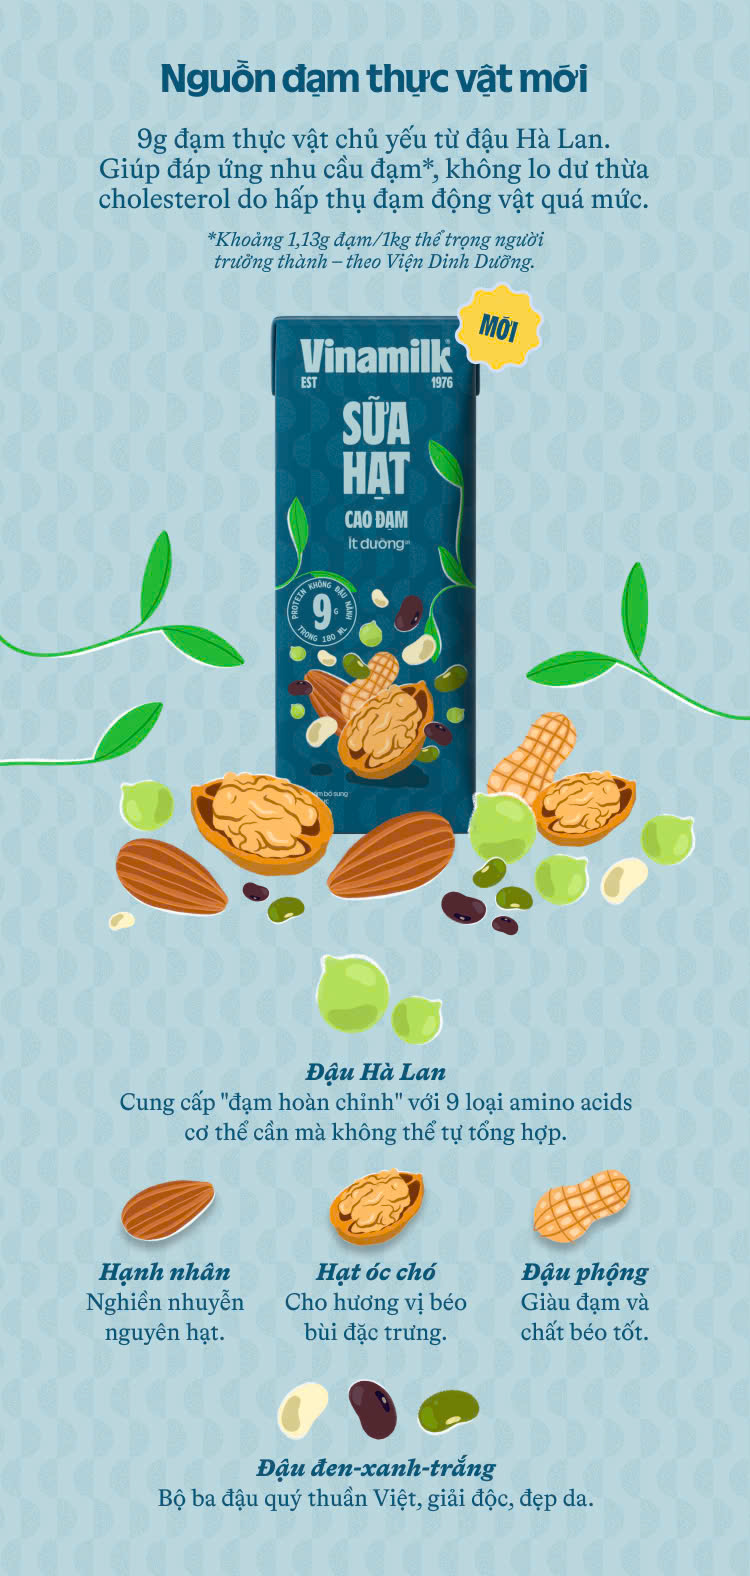 Nguồn đạm thực vật mới
9g đạm thực vật chủ yếu từ đậu Hà Lan.
Giúp đáp ứng nhu cầu đạm*, không lo dư thừa
cholesterol do hấp thụ đạm động vật quá mức.
*Khoảng 1,13g đạm/1kg thể trọng người
trưởng thành – theo Viện Dinh Dưỡng.
MỚI
Vinamilk
EST 1976
SỮA
HẠT
CAO ĐẠM
Ít đường
PROTEIN KHÔNG ĐẬU NÀNH
9G
TRONG 180 ML
bổ sung
Đậu Hà Lan
Cung cấp "đạm hoàn chỉnh" với 9 loại amino acids
cơ thể cần mà không thể tự tổng hợp.
Hạnh nhân
Nghiền nhuyễn
nguyên hạt.
Hạt óc chó
Cho hương vị béo
bùi đặc trưng.
Đậu phộng
Giàu đạm và
chất béo tốt.
Đậu đen-xanh-trắng
Bộ ba đậu quý thuần Việt, giải độc, đẹp da.